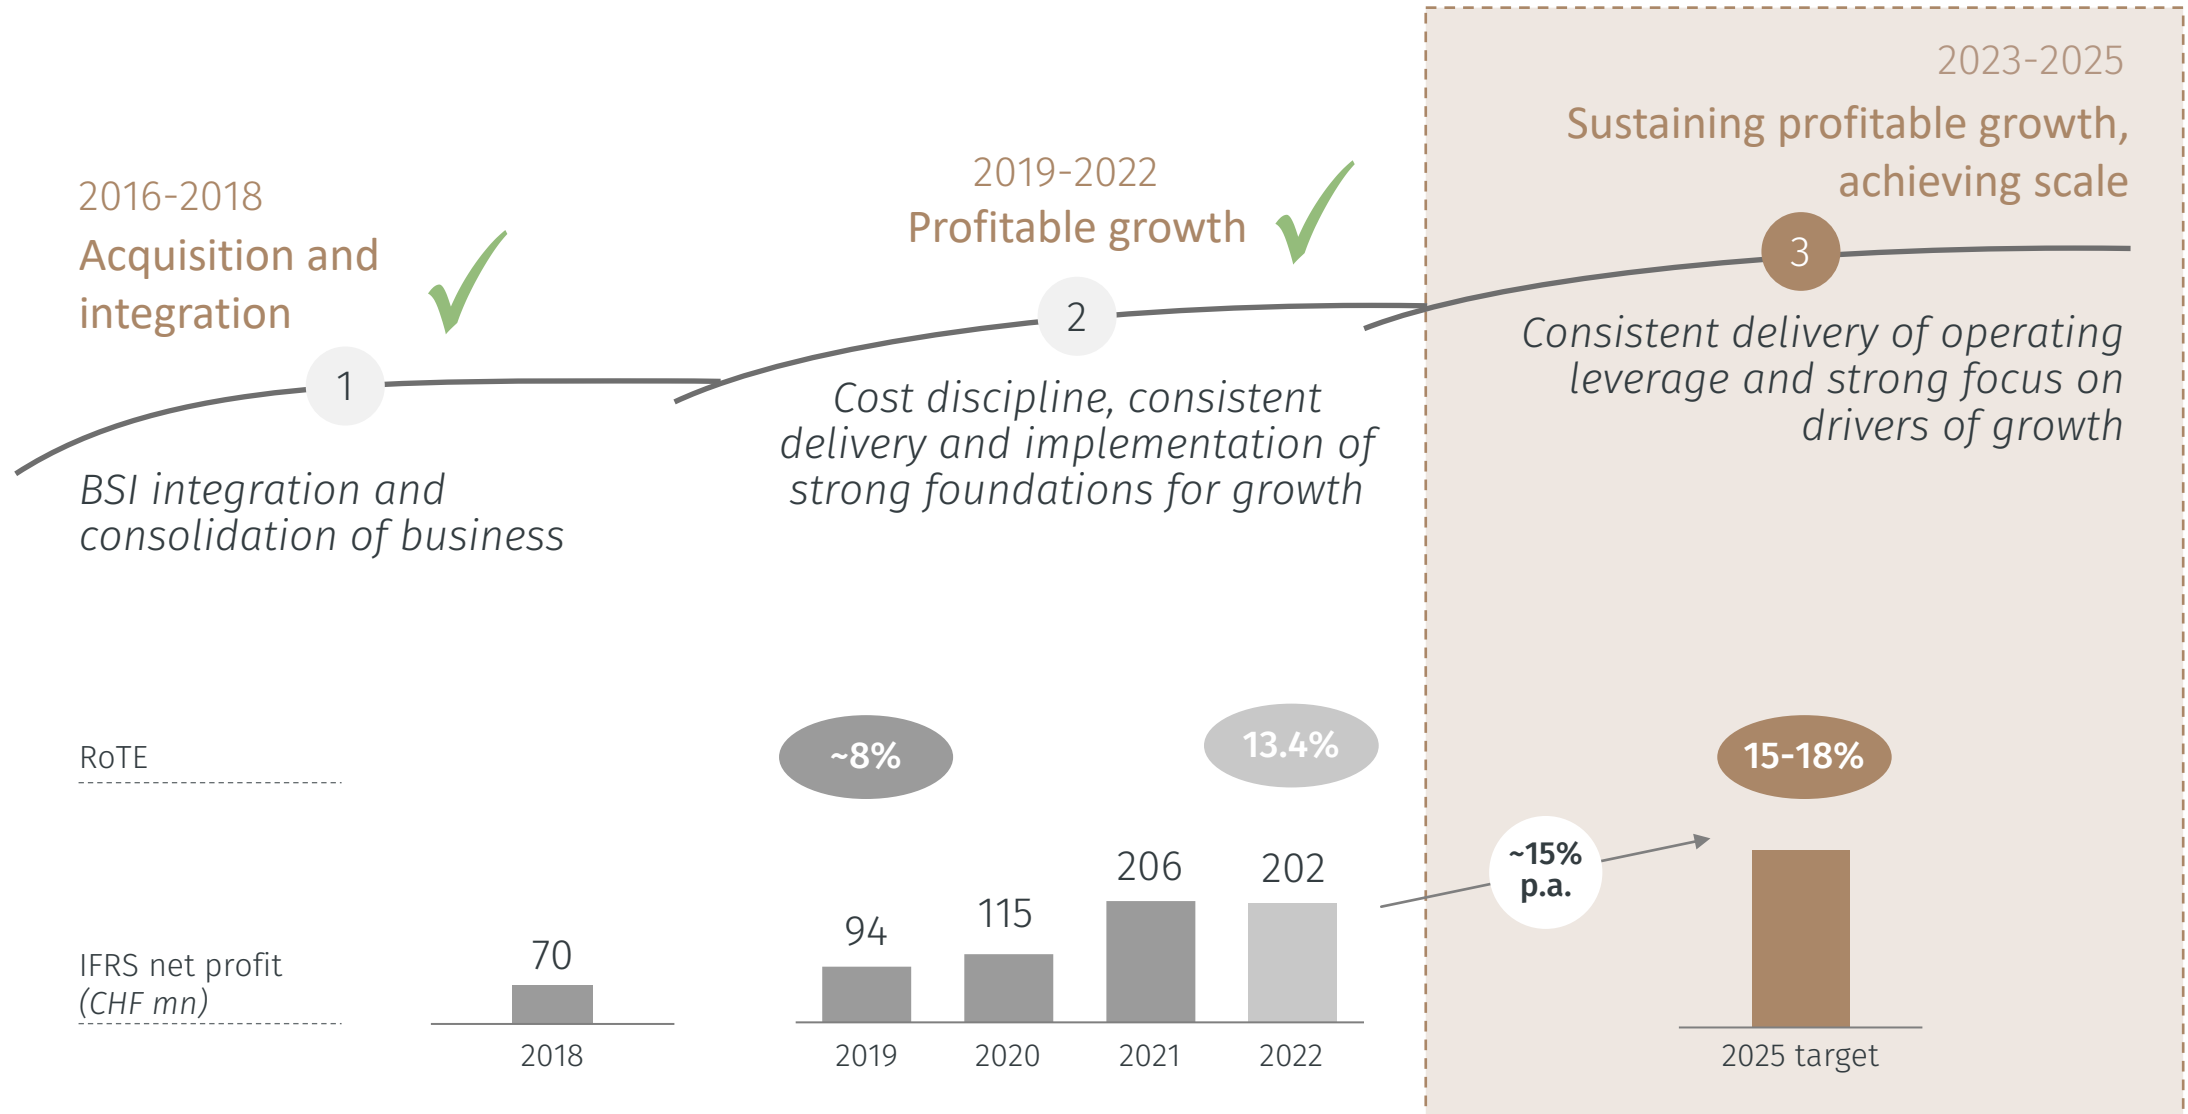 2016-2018
Acquisition and
integration
1
BSI integration and
consolidation of business
2019-2022
Profitable growth
2
Cost discipline, consistent
delivery and implementation of
strong foundations for growth
2023-2025
Sustaining profitable growth,
achieving scale
3
Consistent delivery of operating
leverage and strong focus on
drivers of growth
RoTE
~8%
13.4%
15-18%
~15%
p.a.
IFRS net profit
(CHF mn)
70
94
115
206
202
2018
2019
2020
2021
2022
2025 target